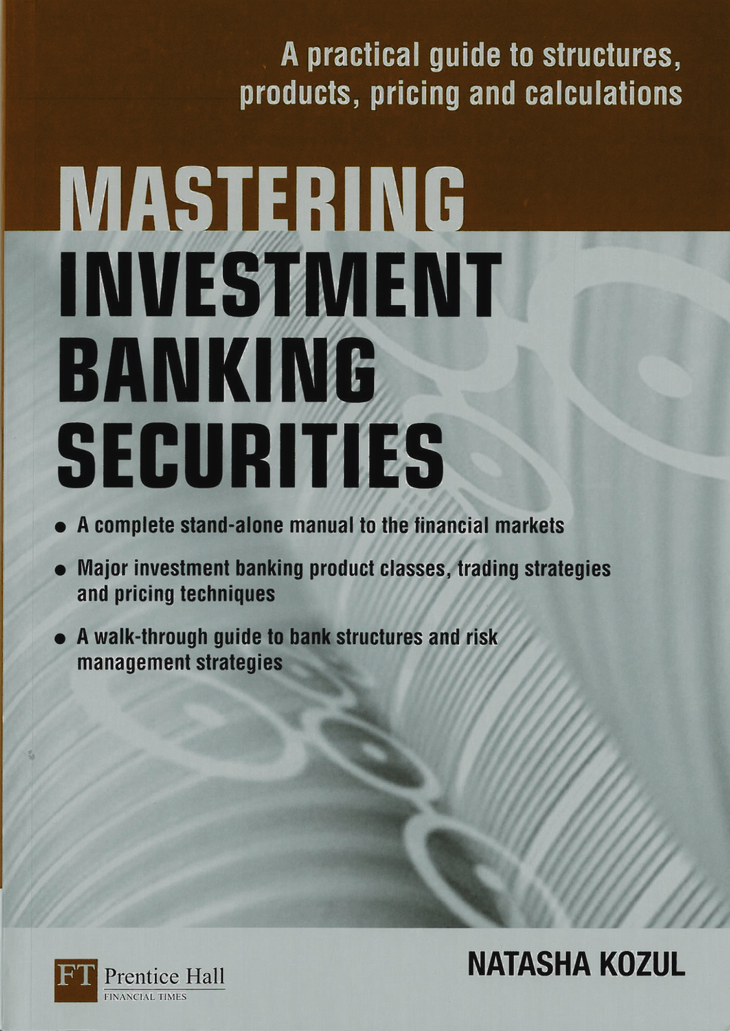 A practical guide to structures,
products, pricing and calculations
MASTERING
INVESTMENT
BANKING
SECURITIES
● A complete stand-alone manual to the financial markets
● Major investment banking product classes, trading strategies
and pricing techniques
● A walk-through guide to bank structures and risk
management strategies
NATASHA KOZUL
FT Prentice Hall
FINANCIAL TIMES